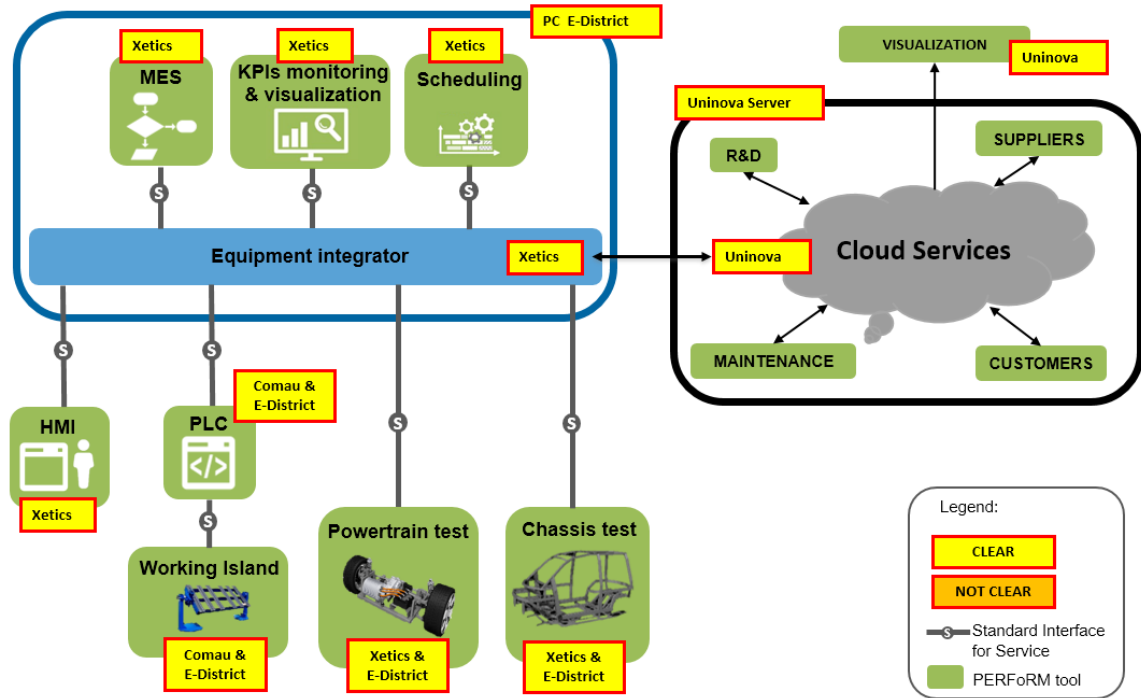 PC E-District
Xetics
Xetics
Xetics
MES
KPIs monitoring
& visualization
Scheduling
S
S
S
Equipment integrator
Xetics
VISUALIZATION
Uninova
Uninova Server
R&D
SUPPLIERS
Uninova
Cloud Services
MAINTENANCE
CUSTOMERS
S
S
S
S
Comau &
E-District
HMI
PLC
Xetics
S
Working Island
Comau &
E-District
Powertrain test
Xetics &
E-District
Chassis test
Xetics &
E-District
Legend:
CLEAR
NOT CLEAR
S
Standard Interface
for Service
PERFoRM tool